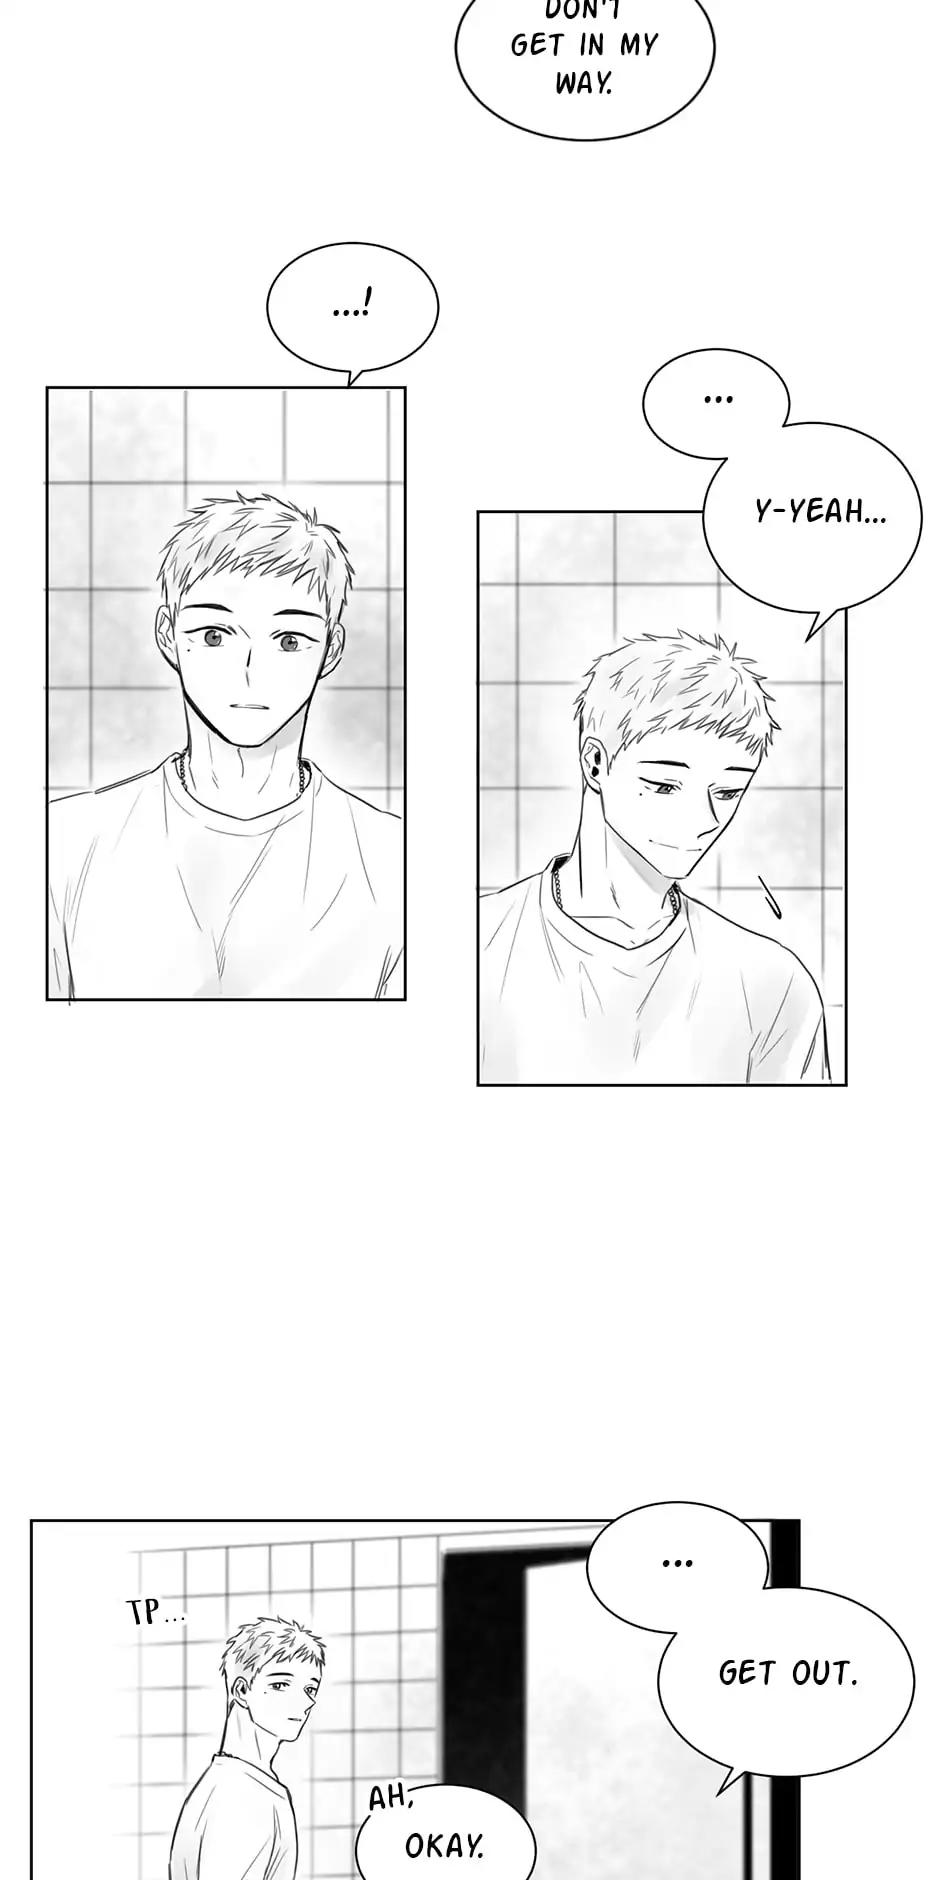 DON'T
GET IN MY
WAY.
...!
...
Y-YEAH...
...
GET OUT.
TP...
AH,
OKAY.